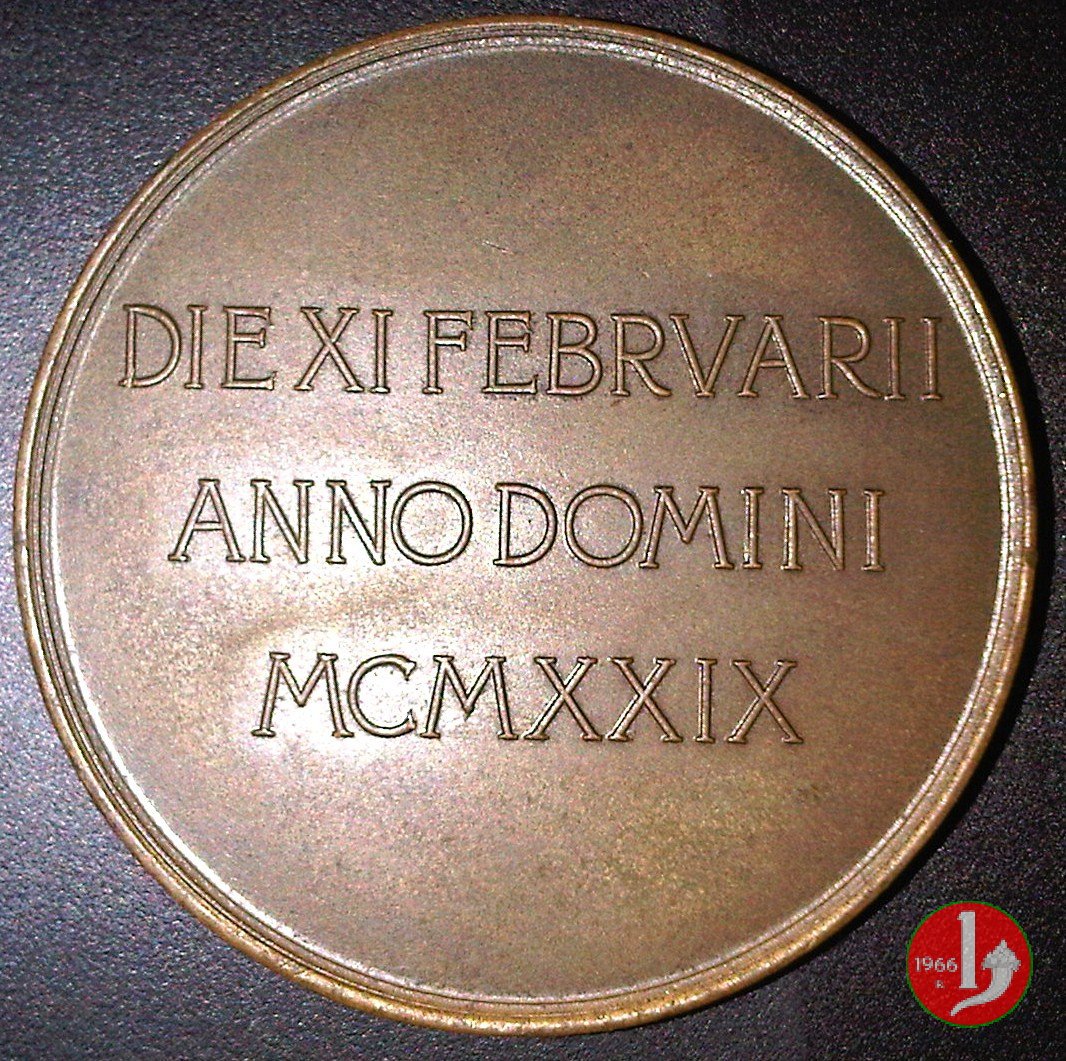 DIE XI FEBRVARII
ANNO DOMINI
MCMXXIX
1966